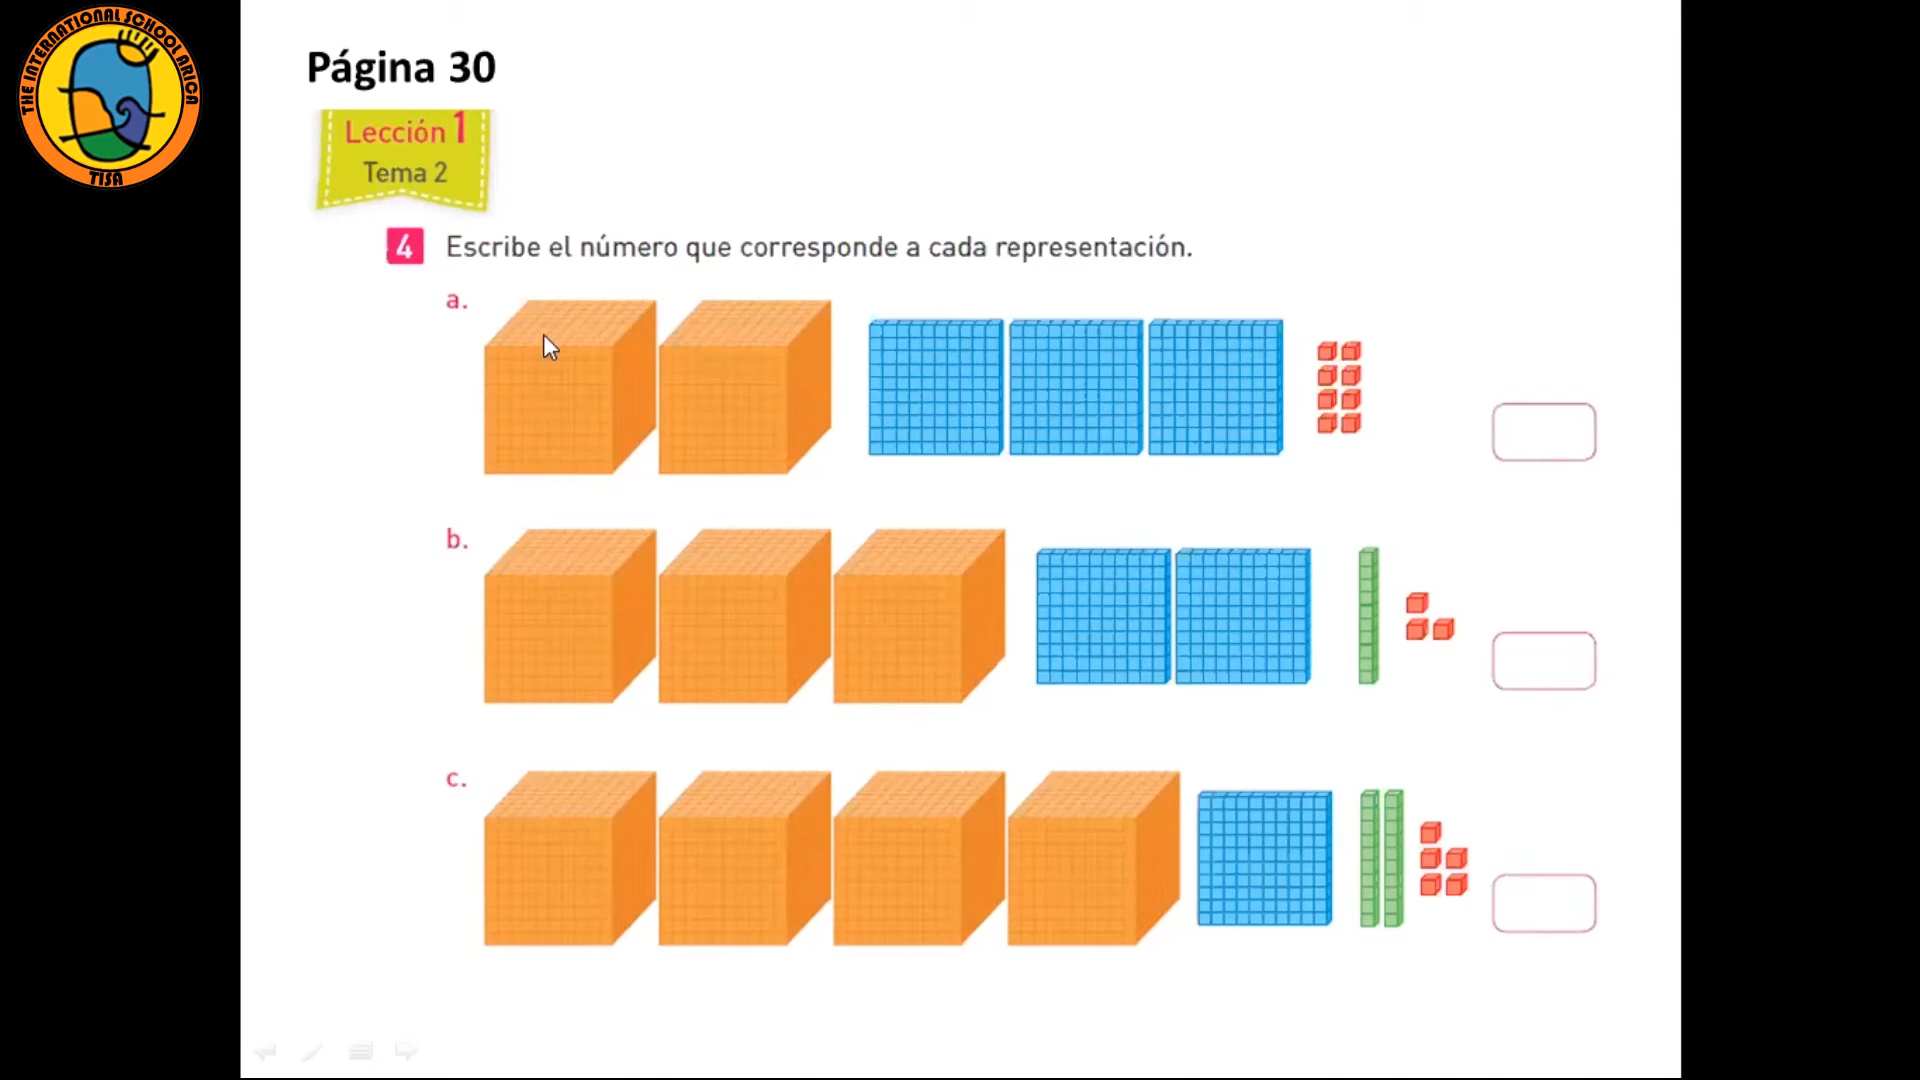 THE INTERNATIONAL SCHOOL ARICA
TISA
Página 30
Lección 1
Tema 2
4 Escribe el número que corresponde a cada representación.
a.
b.
c.